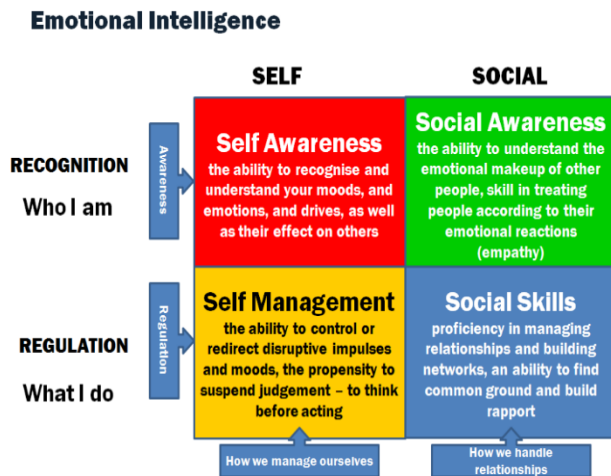 Emotional Intelligence
SELF
SOCIAL
RECOGNITION
Who I am
Awareness
Self Awareness
the ability to recognise and
understand your moods, and
emotions, and drives, as well
as their effect on others
Social Awareness
the ability to understand the
emotional makeup of other
people, skill in treating
people according to their
emotional reactions
(empathy)
REGULATION
What I do
Regulation
Self Management
the ability to control or
redirect disruptive impulses
and moods, the propensity to
suspend judgement – to think
before acting
Social Skills
proficiency in managing
relationships and building
networks, an ability to find
common ground and build
rapport
How we manage ourselves
How we handle
relationships